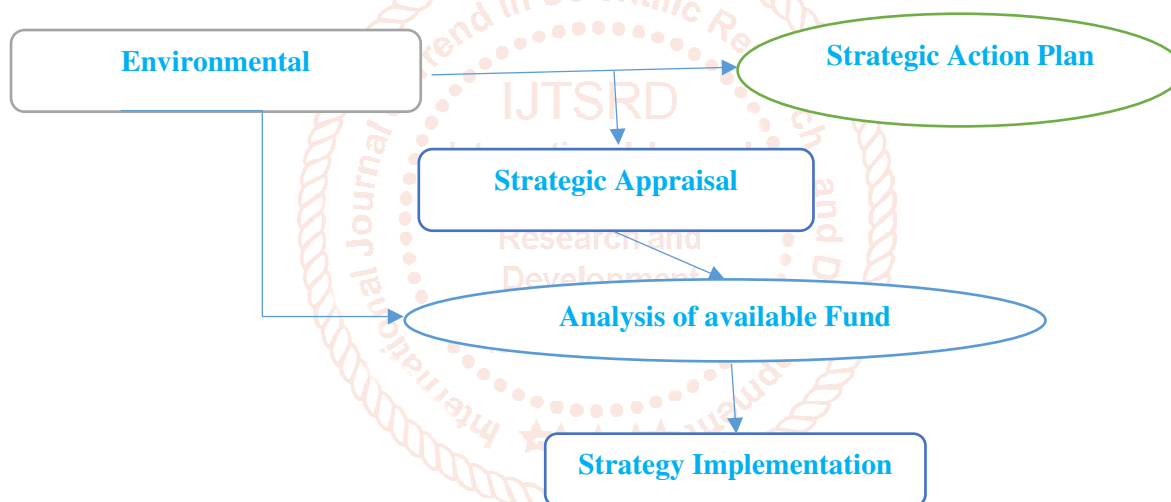 Environmental
Strategic Action Plan
IJTSRD
Strategic Appraisal
Research and
Development
Analysis of available Fund
Strategy Implementation